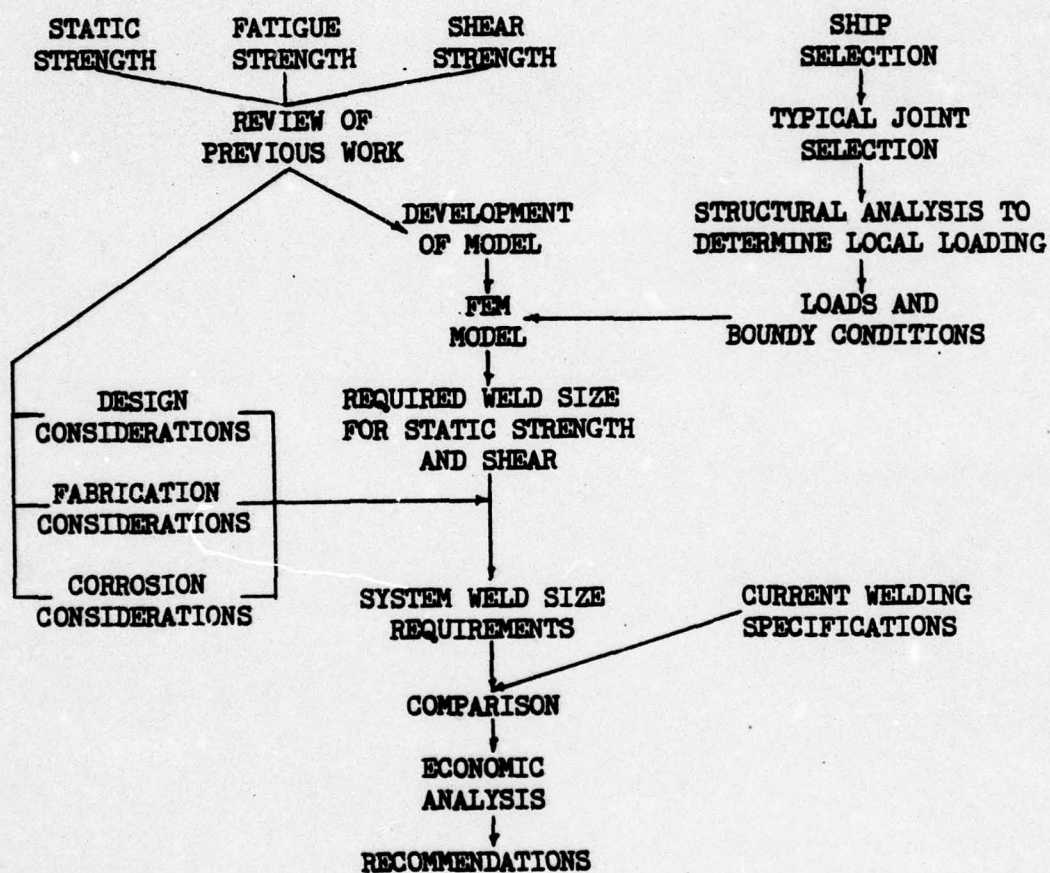 STATIC
STRENGTH
FATIGUE
STRENGTH
SHEAR
STRENGTH
SHIP
SELECTION
REVIEW OF
PREVIOUS WORK
TYPICAL JOINT
SELECTION
DEVELOPMENT
OF MODEL
STRUCTURAL ANALYSIS TO
DETERMINE LOCAL LOADING
FEM
MODEL
LOADS AND
BOUNDY CONDITIONS
DESIGN
CONSIDERATIONS
REQUIRED WELD SIZE
FOR STATIC STRENGTH
AND SHEAR
FABRICATION
CONSIDERATIONS
CORROSION
CONSIDERATIONS
SYSTEM WELD SIZE
REQUIREMENTS
CURRENT WELDING
SPECIFICATIONS
COMPARISON
ECONOMIC
ANALYSIS
RECOMMENDATIONS